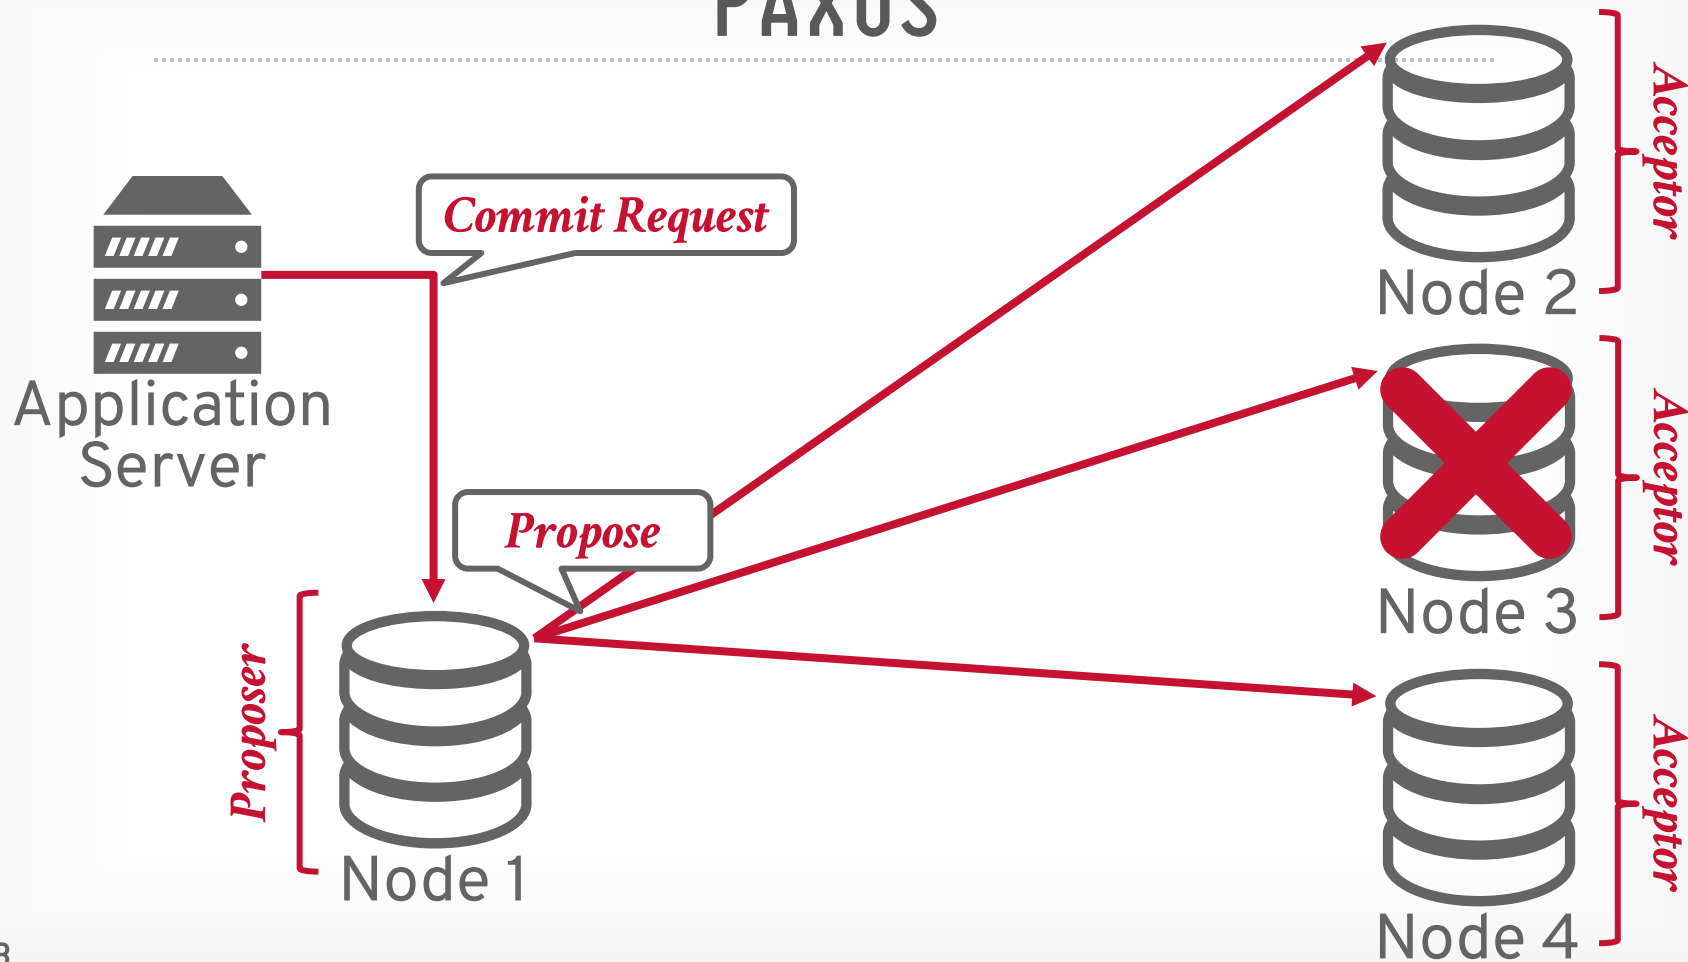 PAXOS
Commit Request
Application
Server
Propose
Proposer
Node 1
Acceptor
Node 2
Acceptor
Node 3
Acceptor
Node 4